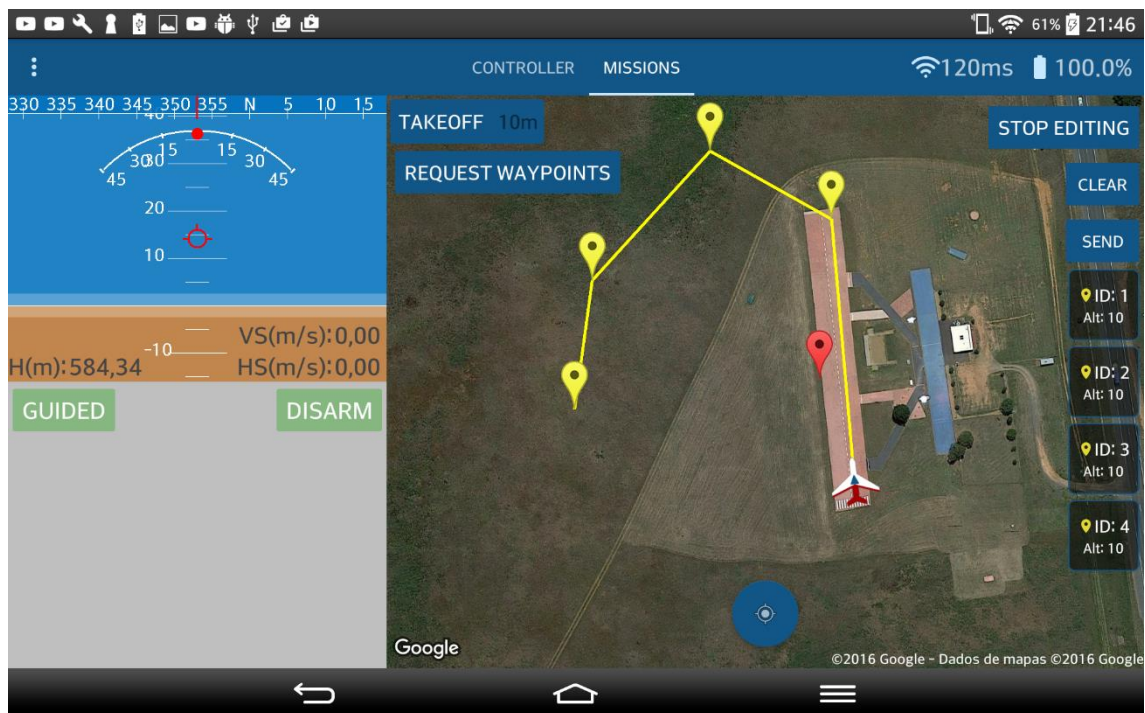 61% 21:46
CONTROLLER MISSIONS 120ms 100.0%
330 335 340 345 350 355 N 5 10 15
40
45 30 15 15 30 45
30
20
10
-10
VS(m/s):0,00
H(m):584,34 HS(m/s):0,00
GUIDED DISARM
TAKEOFF 10m
REQUEST WAYPOINTS
STOP EDITING
CLEAR
SEND
ID: 1
Alt: 10
ID: 2
Alt: 10
ID: 3
Alt: 10
ID: 4
Alt: 10
Google
©2016 Google - Dados de mapas ©2016 Google